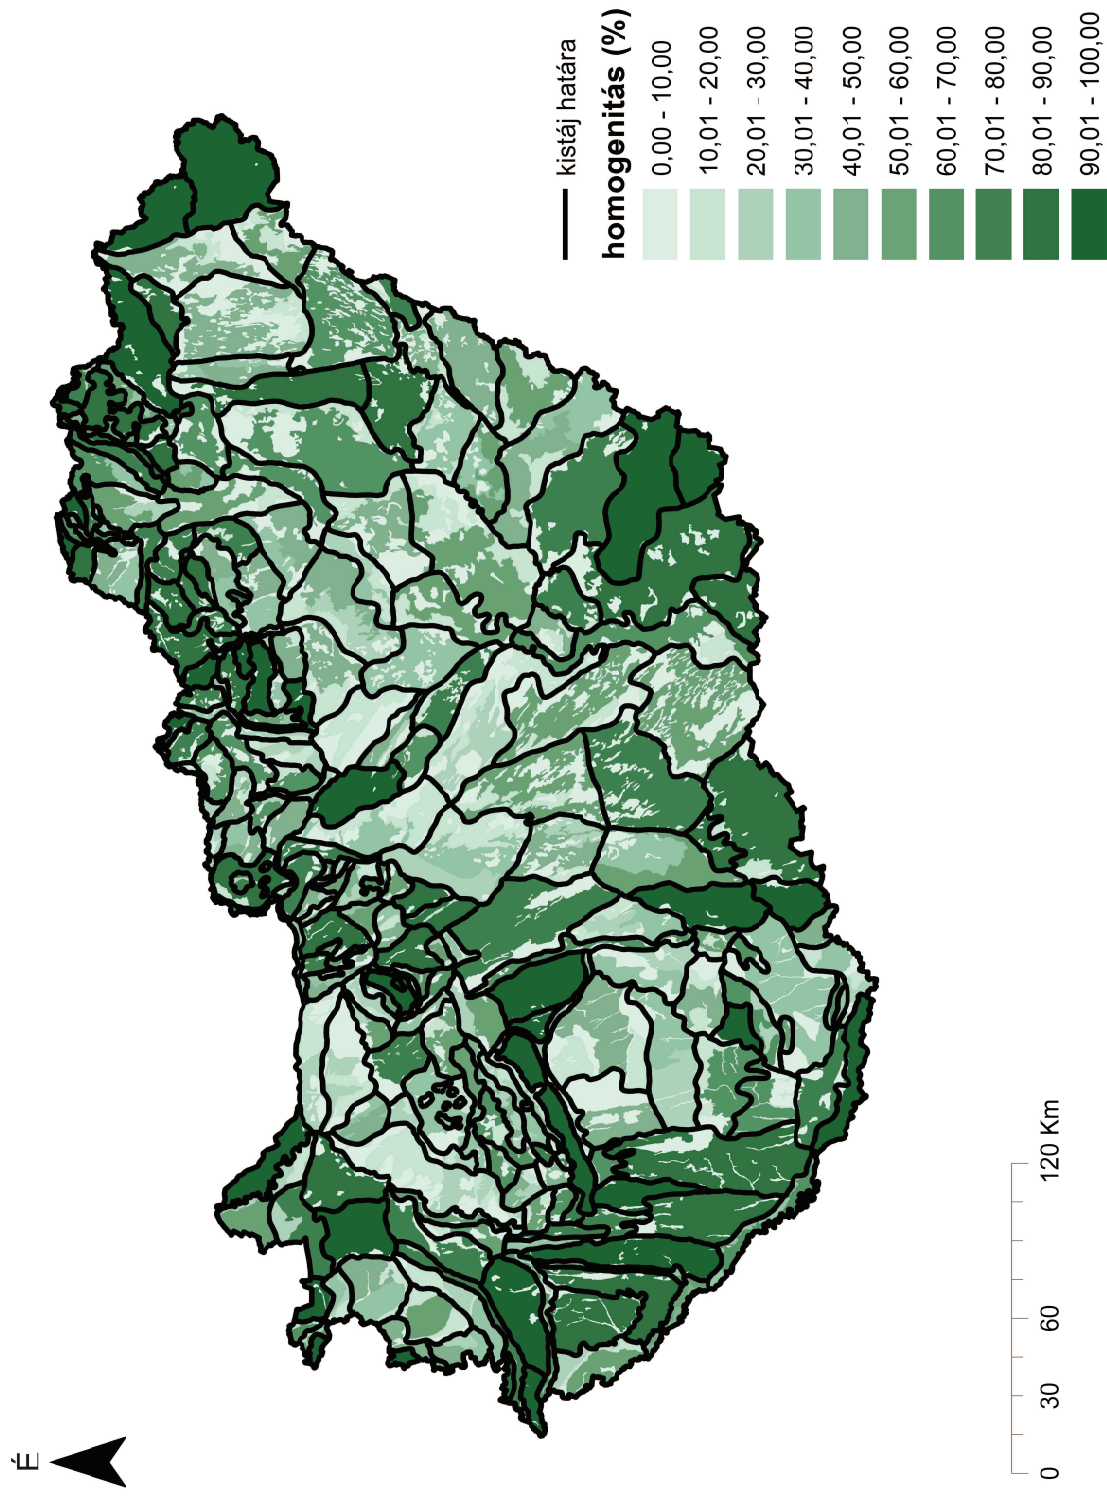 É
kistáj határa
homogenitás (%)
0,00 - 10,00
10,01 - 20,00
20,01 - 30,00
30,01 - 40,00
40,01 - 50,00
50,01 - 60,00
60,01 - 70,00
70,01 - 80,00
80,01 - 90,00
90,01 - 100,00
0 30 60 120 Km